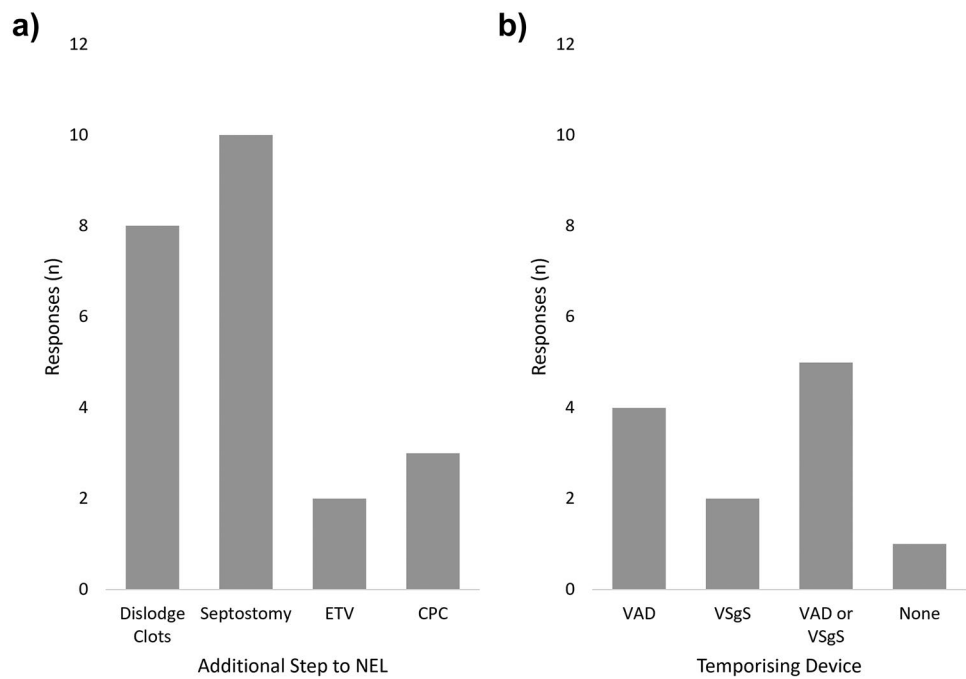 a)
12
10
8
6
4
2
0
Responses (n)
Dislodge
Clots
Septostomy
ETV
CPC
Additional Step to NEL
b)
12
10
8
6
4
2
0
Responses (n)
VAD
VSgS
VAD or
VSgS
None
Temporising Device